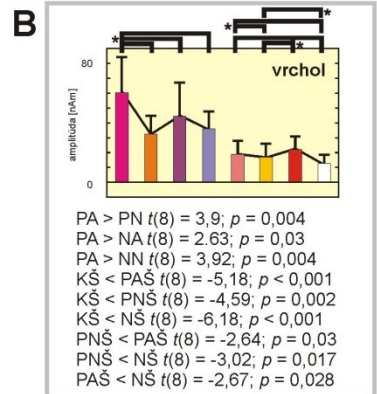 B
*
*
*
*
80
vrchol
amplitúda [nAm]
0
PA > PN t(8) = 3,9; p = 0,004
PA > NA t(8) = 2.63; p = 0,03
PA > NN t(8) = 3,92; p = 0,004
KŠ < PAŠ t(8) = -5,18; p < 0,001
KŠ < PNŠ t(8) = -4,59; p = 0,002
KŠ < NŠ t(8) = -6,18; p < 0,001
PNŠ < PAŠ t(8) = -2,64; p = 0,03
PNŠ < NŠ t(8) = -3,02; p = 0,017
PAŠ < NŠ t(8) = -2,67; p = 0,028